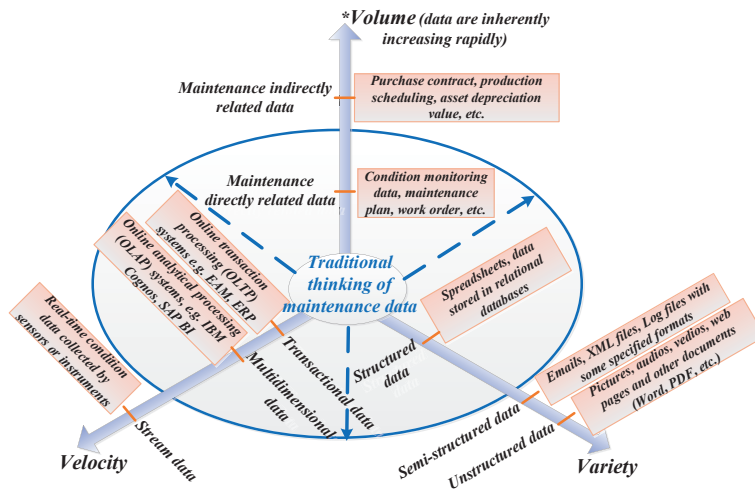 *Volume (data are inherently
increasing rapidly)
Maintenance indirectly
related data
Purchase contract, production
scheduling, asset depreciation
value, etc.
Maintenance
directly related data
Condition monitoring
data, maintenance
plan, work order, etc.
Traditional
thinking of
maintenance data
Online transaction
processing (OLTP)
systems e.g. EAM, ERP
Online analytical processing
(OLAP) systems, e.g. IBM
Cognos, SAP BI
Real-time condition
data collected by
sensors or instruments
Transactional data
Multidimensional
data
Stream data
Velocity
Spreadsheets, data
stored in relational
databases
Structured
data
Emails, XML files, Log files with
some specified formats
Pictures, audios, vedios, web
pages and other documents
(Word, PDF, etc.)
Semi-structured data
Unstructured data
Variety